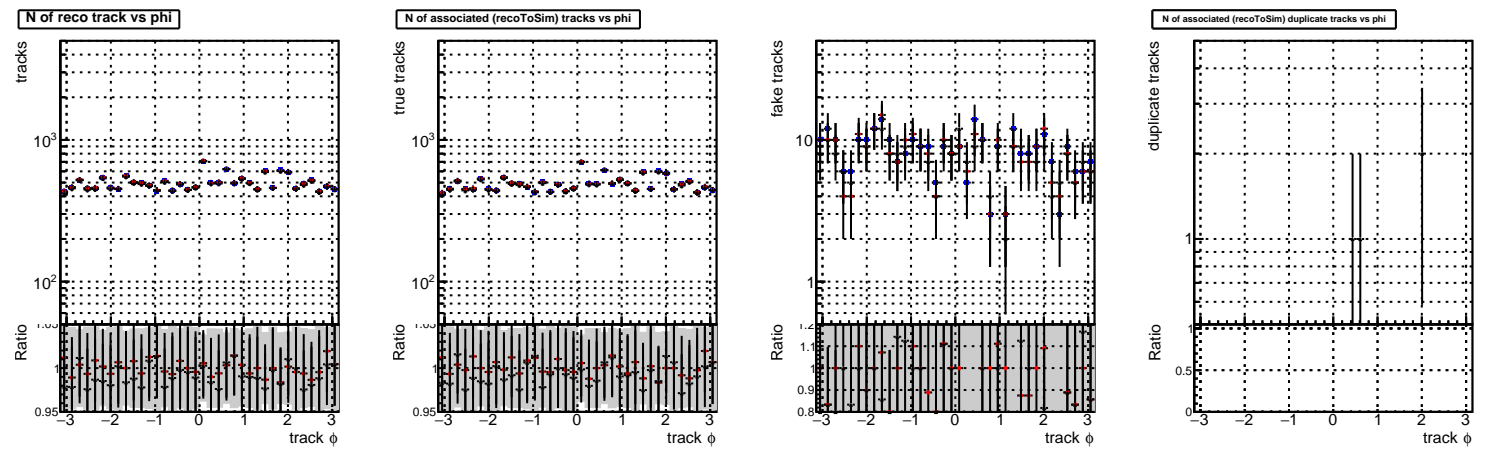 N of reco track vs phi
tracks
10³
10²
Ratio
1.05
1
0.95
−3 −2 −1 0 1 2 3
track ϕ
N of associated (recoToSim) tracks vs phi
true tracks
10³
10²
Ratio
1.05
1
0.95
−3 −2 −1 0 1 2 3
track ϕ
fake tracks
10
1
Ratio
1.2
1.1
1
0.9
0.8
−3 −2 −1 0 1 2 3
track ϕ
N of associated (recoToSim) duplicate tracks vs phi
duplicate tracks
1
Ratio
1
0.5
0
−3 −2 −1 0 1 2 3
track ϕ